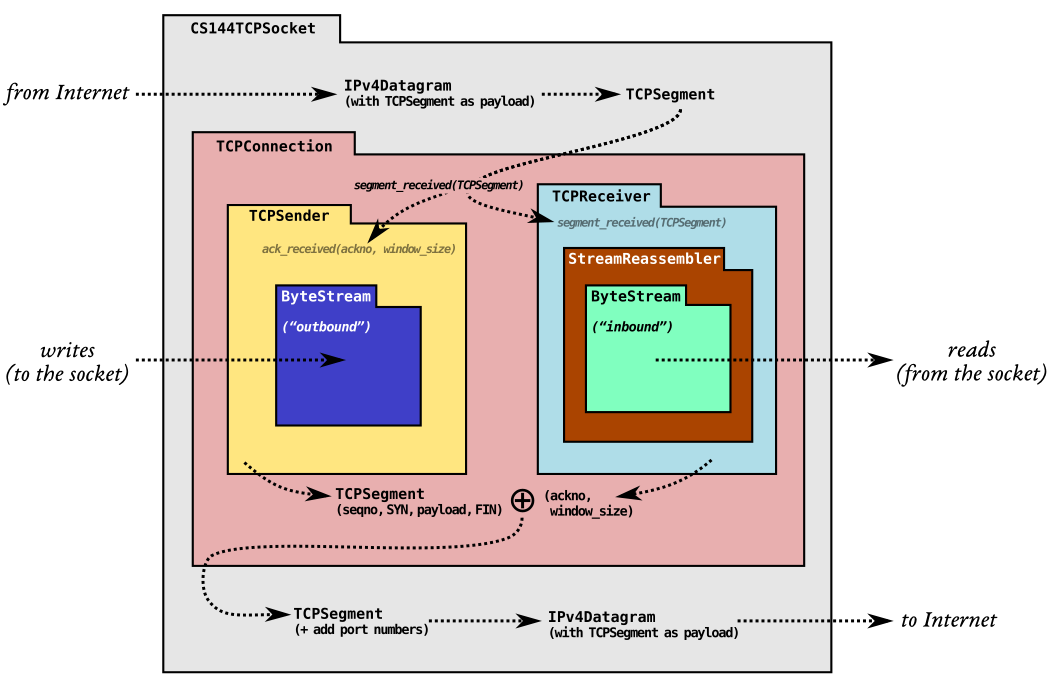 CS144TCPSocket
from Internet
IPv4Datagram
(with TCPSegment as payload)
TCPSegment
TCPConnection
segment_received(TCPSegment)
TCPReceiver
segment_received(TCPSegment)
TCPSender
ack_received(ackno, window_size)
StreamReassembler
ByteStream
(“outbound”)
ByteStream
(“inbound”)
writes
(to the socket)
reads
(from the socket)
TCPSegment
(seqno, SYN, payload, FIN)
(ackno,
window_size)
TCPSegment
(+ add port numbers)
IPv4Datagram
(with TCPSegment as payload)
to Internet